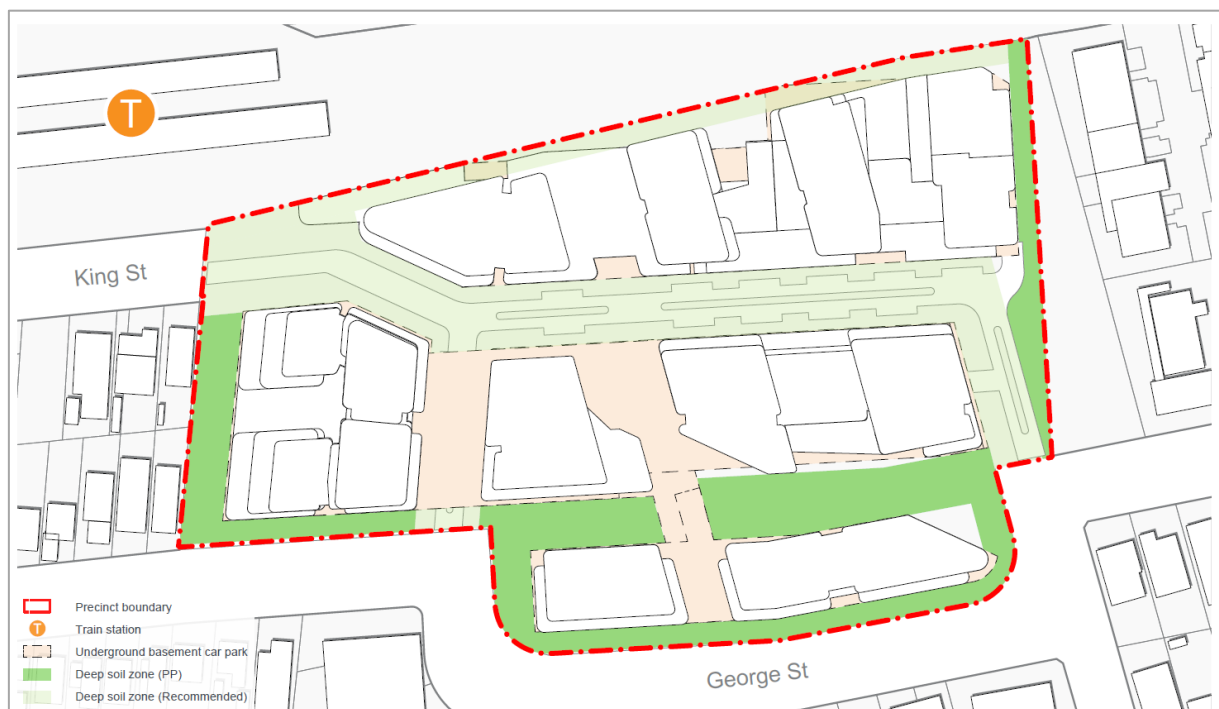 T
King St
George St
Precinct boundary
T Train station
Underground basement car park
Deep soil zone (PP)
Deep soil zone (Recommended)